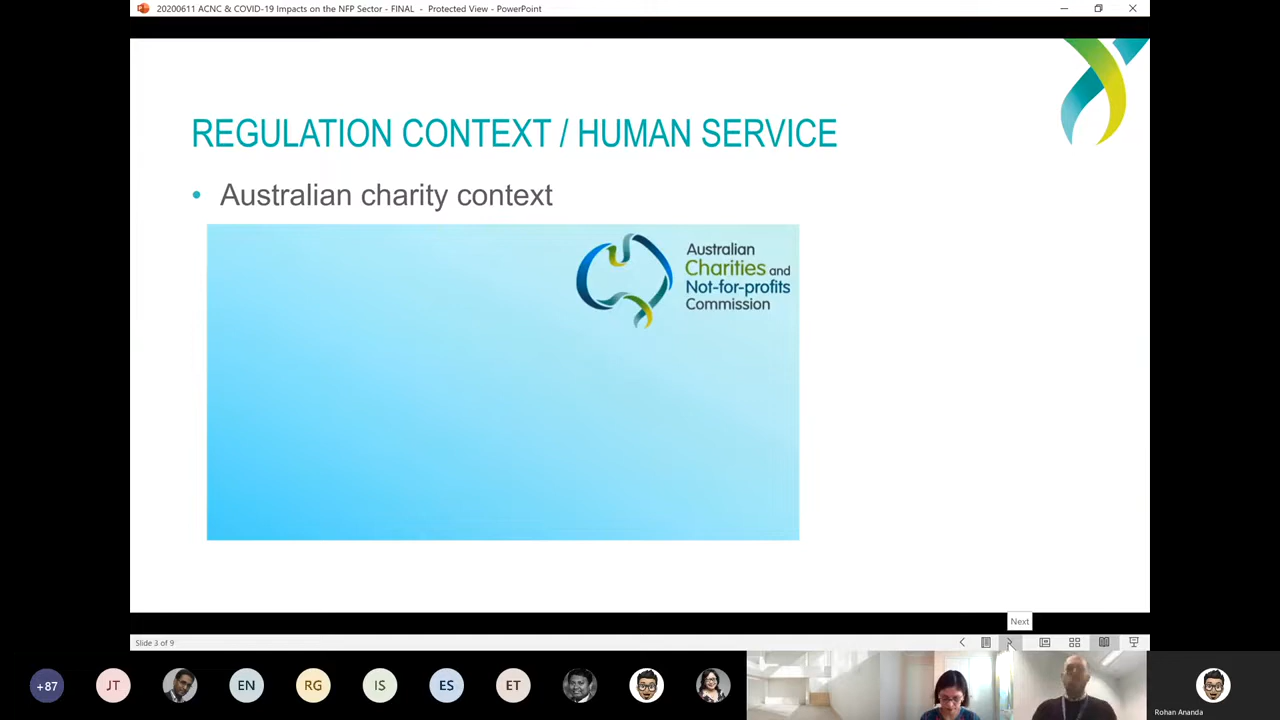 20200611 ACNC & COVID-19 Impacts on the NFP Sector - FINAL - Protected View - PowerPoint
REGULATION CONTEXT / HUMAN SERVICE
• Australian charity context
Australian
Charities and
Not-for-profits
Commission
Next
Slide 3 of 9
+87
JT
EN
RG
IS
ES
ET
Rohan Ananda